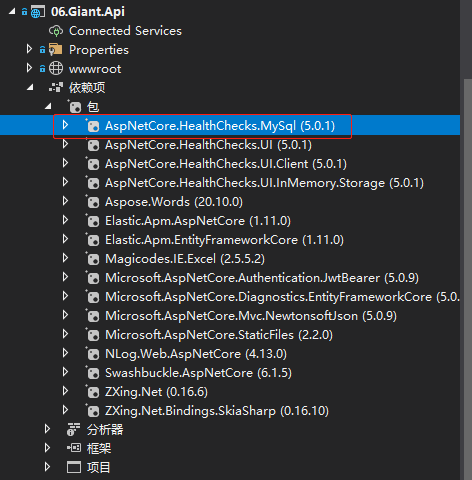 06.Giant.Api
Connected Services
Properties
wwwroot
依赖项
包
AspNetCore.HealthChecks.MySql (5.0.1)
AspNetCore.HealthChecks.UI (5.0.1)
AspNetCore.HealthChecks.UI.Client (5.0.1)
AspNetCore.HealthChecks.UI.InMemory.Storage (5.0.1)
Aspose.Words (20.10.0)
Elastic.Apm.AspNetCore (1.11.0)
Elastic.Apm.EntityFrameworkCore (1.11.0)
Magicodes.IE.Excel (2.5.5.2)
Microsoft.AspNetCore.Authentication.JwtBearer (5.0.9)
Microsoft.AspNetCore.Diagnostics.EntityFrameworkCore (5.0.
Microsoft.AspNetCore.Mvc.NewtonsoftJson (5.0.9)
Microsoft.AspNetCore.StaticFiles (2.2.0)
NLog.Web.AspNetCore (4.13.0)
Swashbuckle.AspNetCore (6.1.5)
ZXing.Net (0.16.6)
ZXing.Net.Bindings.SkiaSharp (0.16.10)
分析器
框架
项目